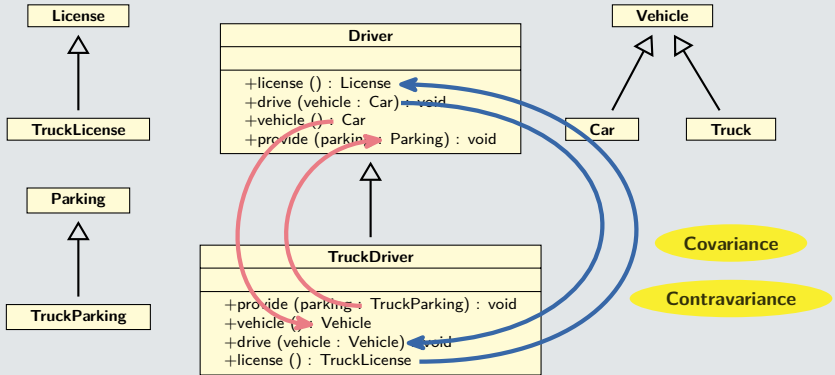 License
TruckLicense
Parking
TruckParking
Driver
+license () : License
+drive (vehicle : Car) : void
+vehicle () : Car
+provide (parking : Parking) : void
TruckDriver
+provide (parking : TruckParking) : void
+vehicle () : Vehicle
+drive (vehicle : Vehicle) : void
+license () : TruckLicense
Vehicle
Car
Truck
Covariance
Contravariance